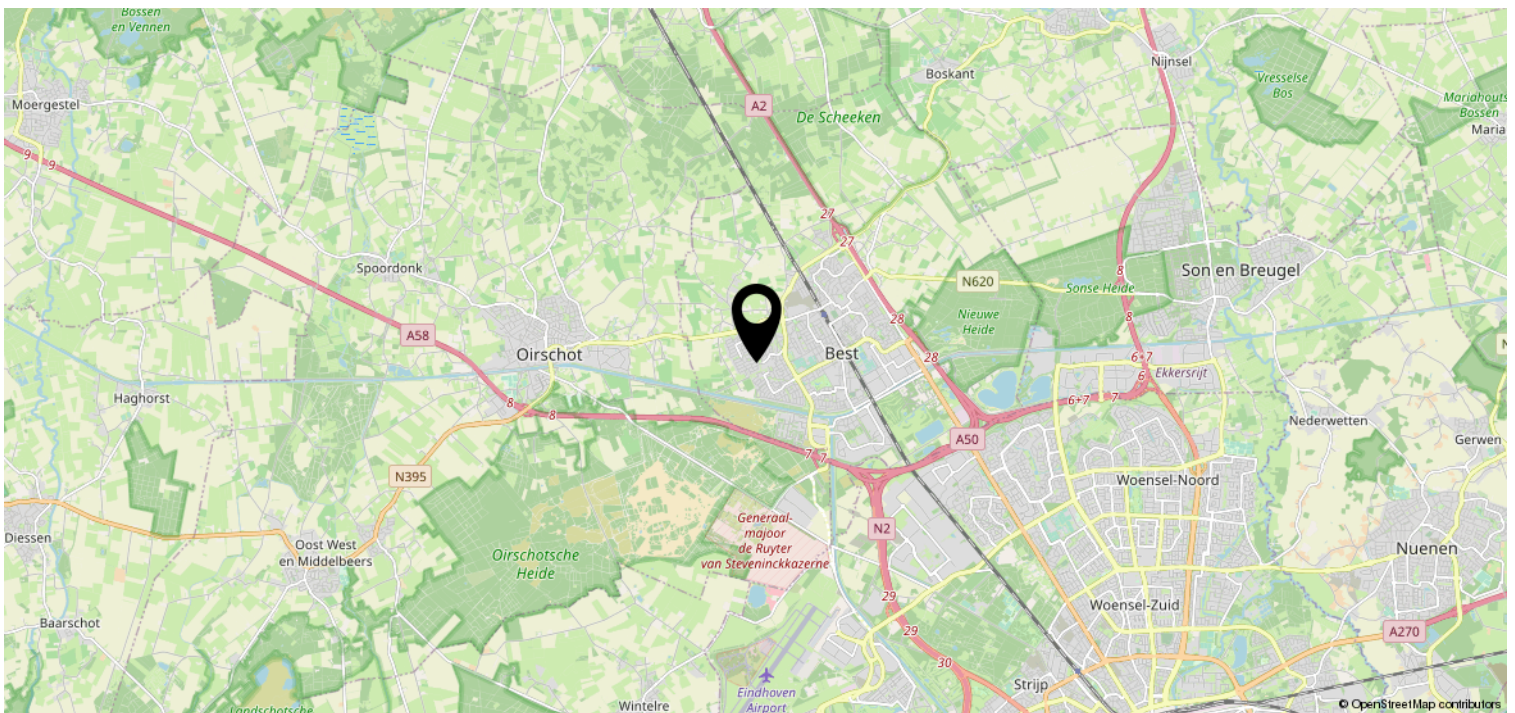 Bossen
en Vennen
Boskant
Nijnsel
Vresselse
Bos
Moergestel
A2
De Scheeken
Mariahouts
Bossen
Maria
9
9
27
27
Spoordonk
N620
8
Son en Breugel
Sonse Heide
Nieuwe
Heide
28
8
A58
Oirschot
Best
28
6+7
6
Ekkersrijt
N
Haghorst
8
8
6+7
7
Nederwetten
Gerwen
7
7
A50
N395
Woensel-Noord
Generaal-
majoor
de Ruyter
van Steveninckkazerne
N2
Diessen
Oost West
en Middelbeers
Oirschotsche
Heide
Nuenen
29
Woensel-Zuid
Baarschot
29
A270
30
Strijp
Eindhoven
Airport
Wintelre
Landschotsche
© OpenStreetMap contributors